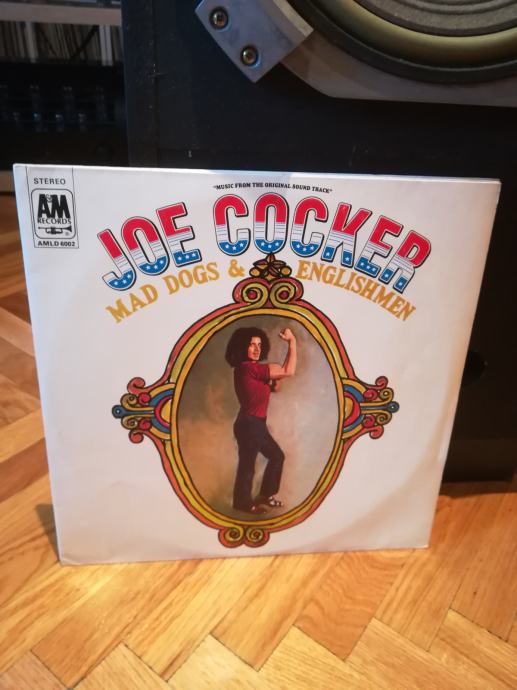 "MUSIC FROM THE ORIGINAL SOUND TRACK"
STEREO
A&M
RECORDS
AMLD 6002
JOE COCKER
MAD DOGS & ENGLISHMEN